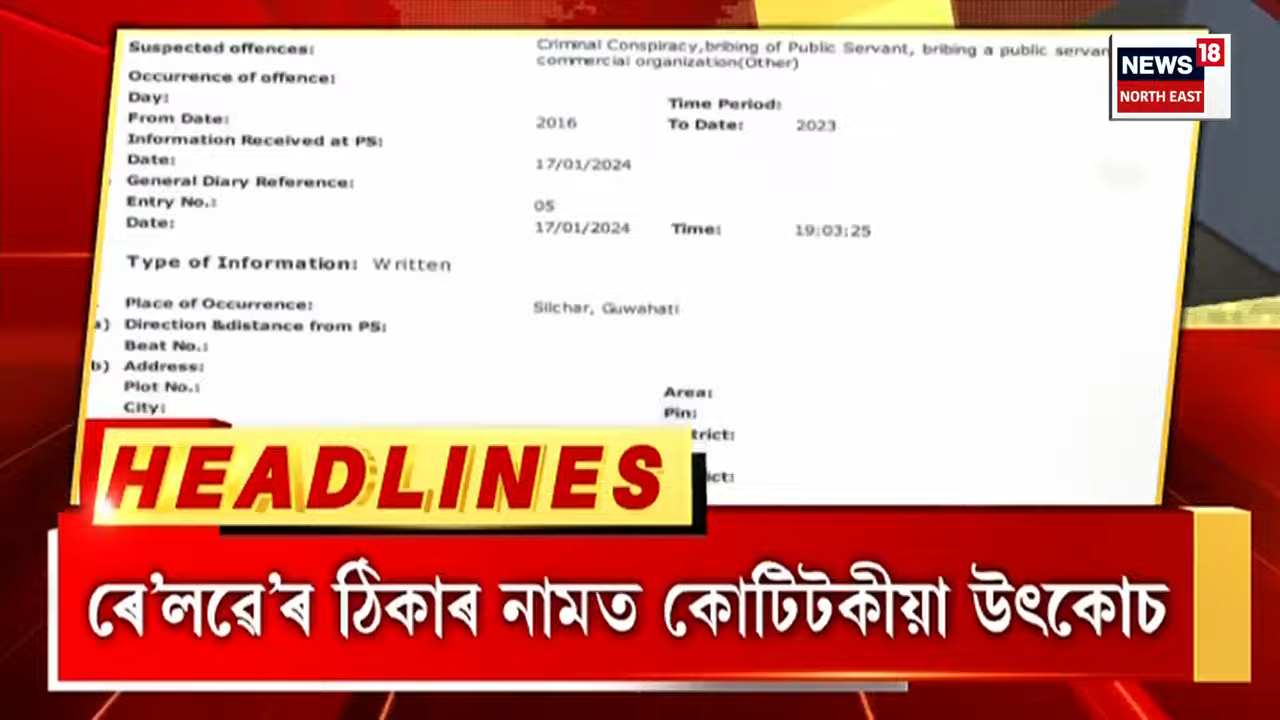 Suspected offences: Criminal Conspiracy,bribing of Public Servant, bribing a public servan
commercial organization(Other)
Occurrence of offence:
Day: Time Period:
From Date: 2016 To Date: 2023
Information Received at PS:
Date: 17/01/2024
General Diary Reference:
Entry No.: 05
Date: 17/01/2024 Time: 19:03:25
Type of Information: Written
Place of Occurrence: Silchar, Guwahati
a) Direction &distance from PS:
Beat No.:
b) Address:
Plot No.: Area:
City: Pin:
trict:
ict:
NEWS 18
NORTH EAST
HEADLINES
ৰে'লৱে'ৰ ঠিকাৰ নামত কোটিটকীয়া উৎকোচ